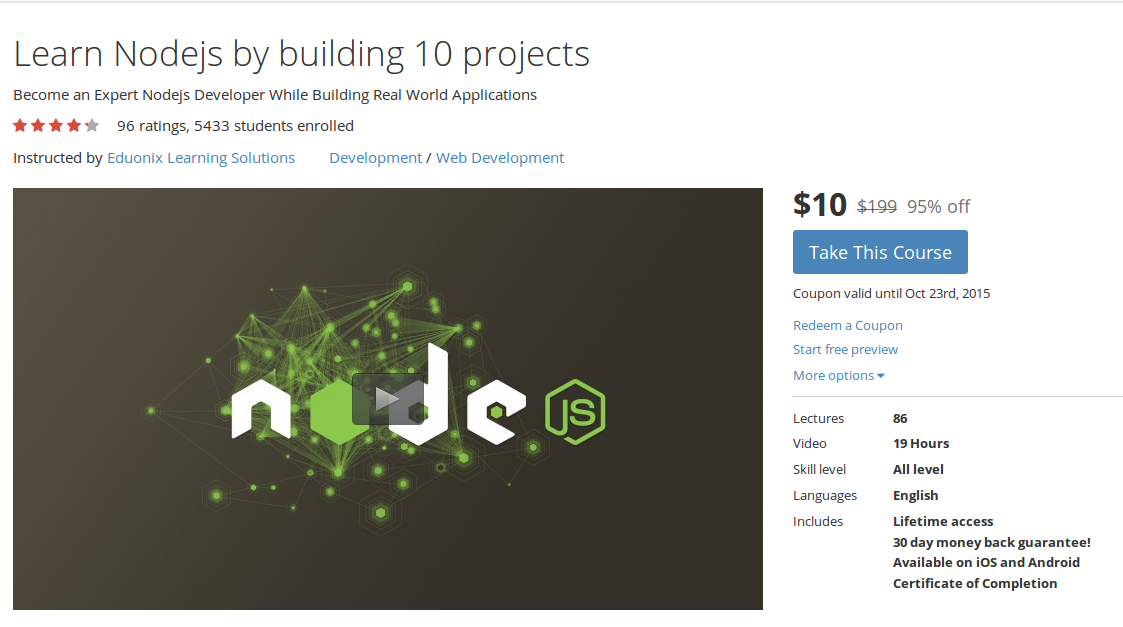 Learn Nodejs by building 10 projects
Become an Expert Nodejs Developer While Building Real World Applications
96 ratings, 5433 students enrolled
Instructed by Eduonix Learning Solutions Development / Web Development
node JS
$10 $199 95% off
Take This Course
Coupon valid until Oct 23rd, 2015
Redeem a Coupon
Start free preview
More options
Lectures 86
Video 19 Hours
Skill level All level
Languages English
Includes Lifetime access
30 day money back guarantee!
Available on iOS and Android
Certificate of Completion